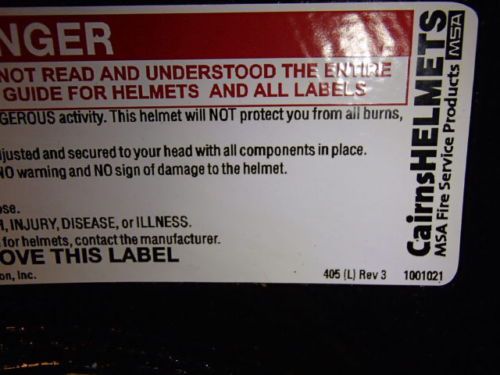 NGER
NOT READ AND UNDERSTOOD THE ENTIRE
GUIDE FOR HELMETS AND ALL LABELS
GEROUS activity. This helmet will NOT protect you from all burns,
djusted and secured to your head with all components in place.
NO warning and NO sign of damage to the helmet.
ose.
H, INJURY, DISEASE, or ILLNESS.
for helmets, contact the manufacturer.
OVE THIS LABEL
on, Inc.
405 (L) Rev 3 1001021
CairnsHELMETS
MSA Fire Service Products MSA